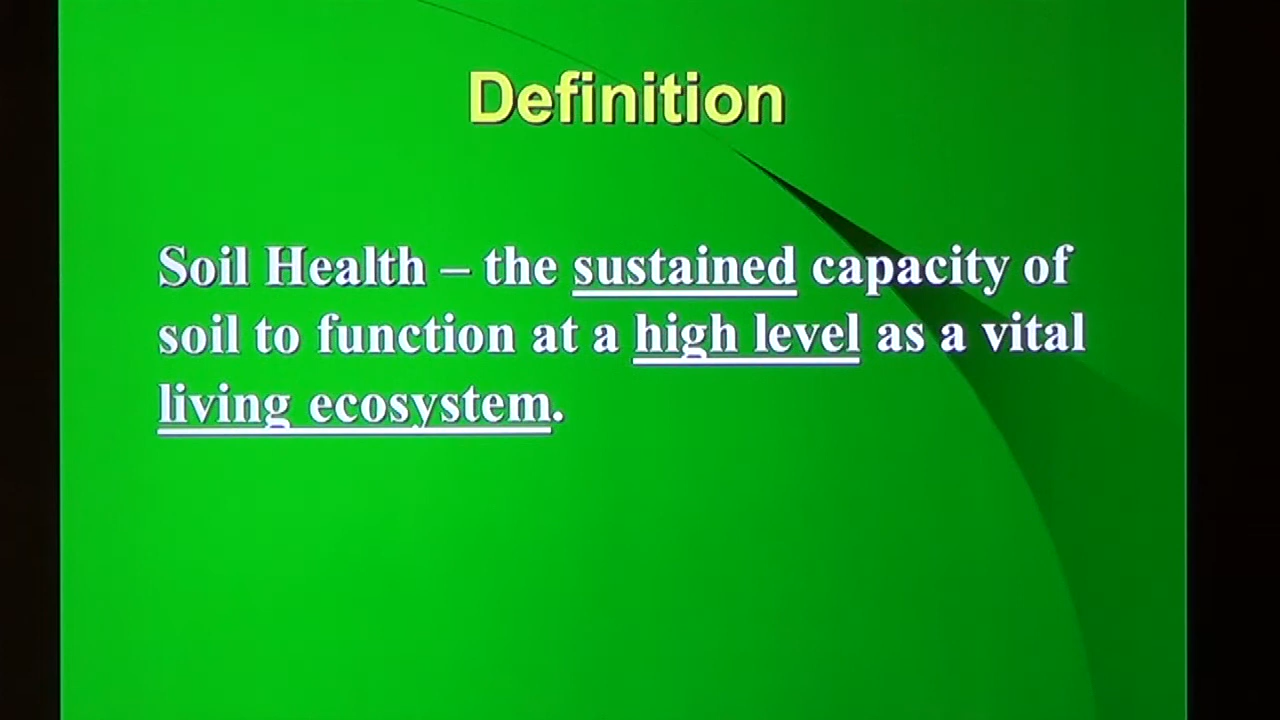 Definition
Soil Health – the sustained capacity of
soil to function at a high level as a vital
living ecosystem.